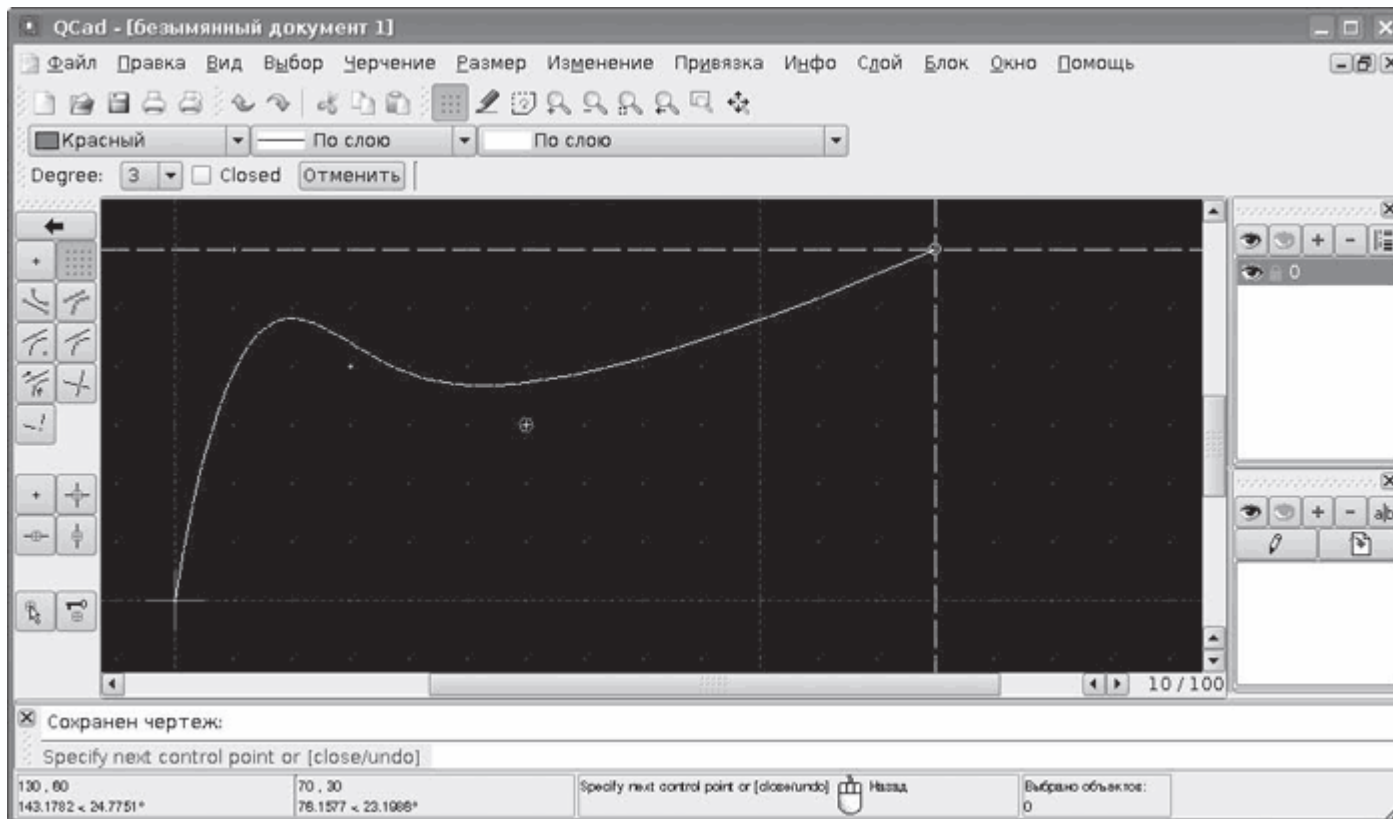 QCad - [безымянный документ 1]
Файл Правка Вид Выбор Черчение Размер Изменение Привязка Инфо Слой Блок Окно Помощь
Красный По слою По слою
Degree: 3 Closed Отменить
0
10 / 100
Сохранен чертеж:
Specify next control point or [close/undo]
130 , 60 70 , 30 Specify next control point or [close/undo] Назад Выбрано объектов:
143.1782 < 24.7751° 76.1577 < 23.1986° 0